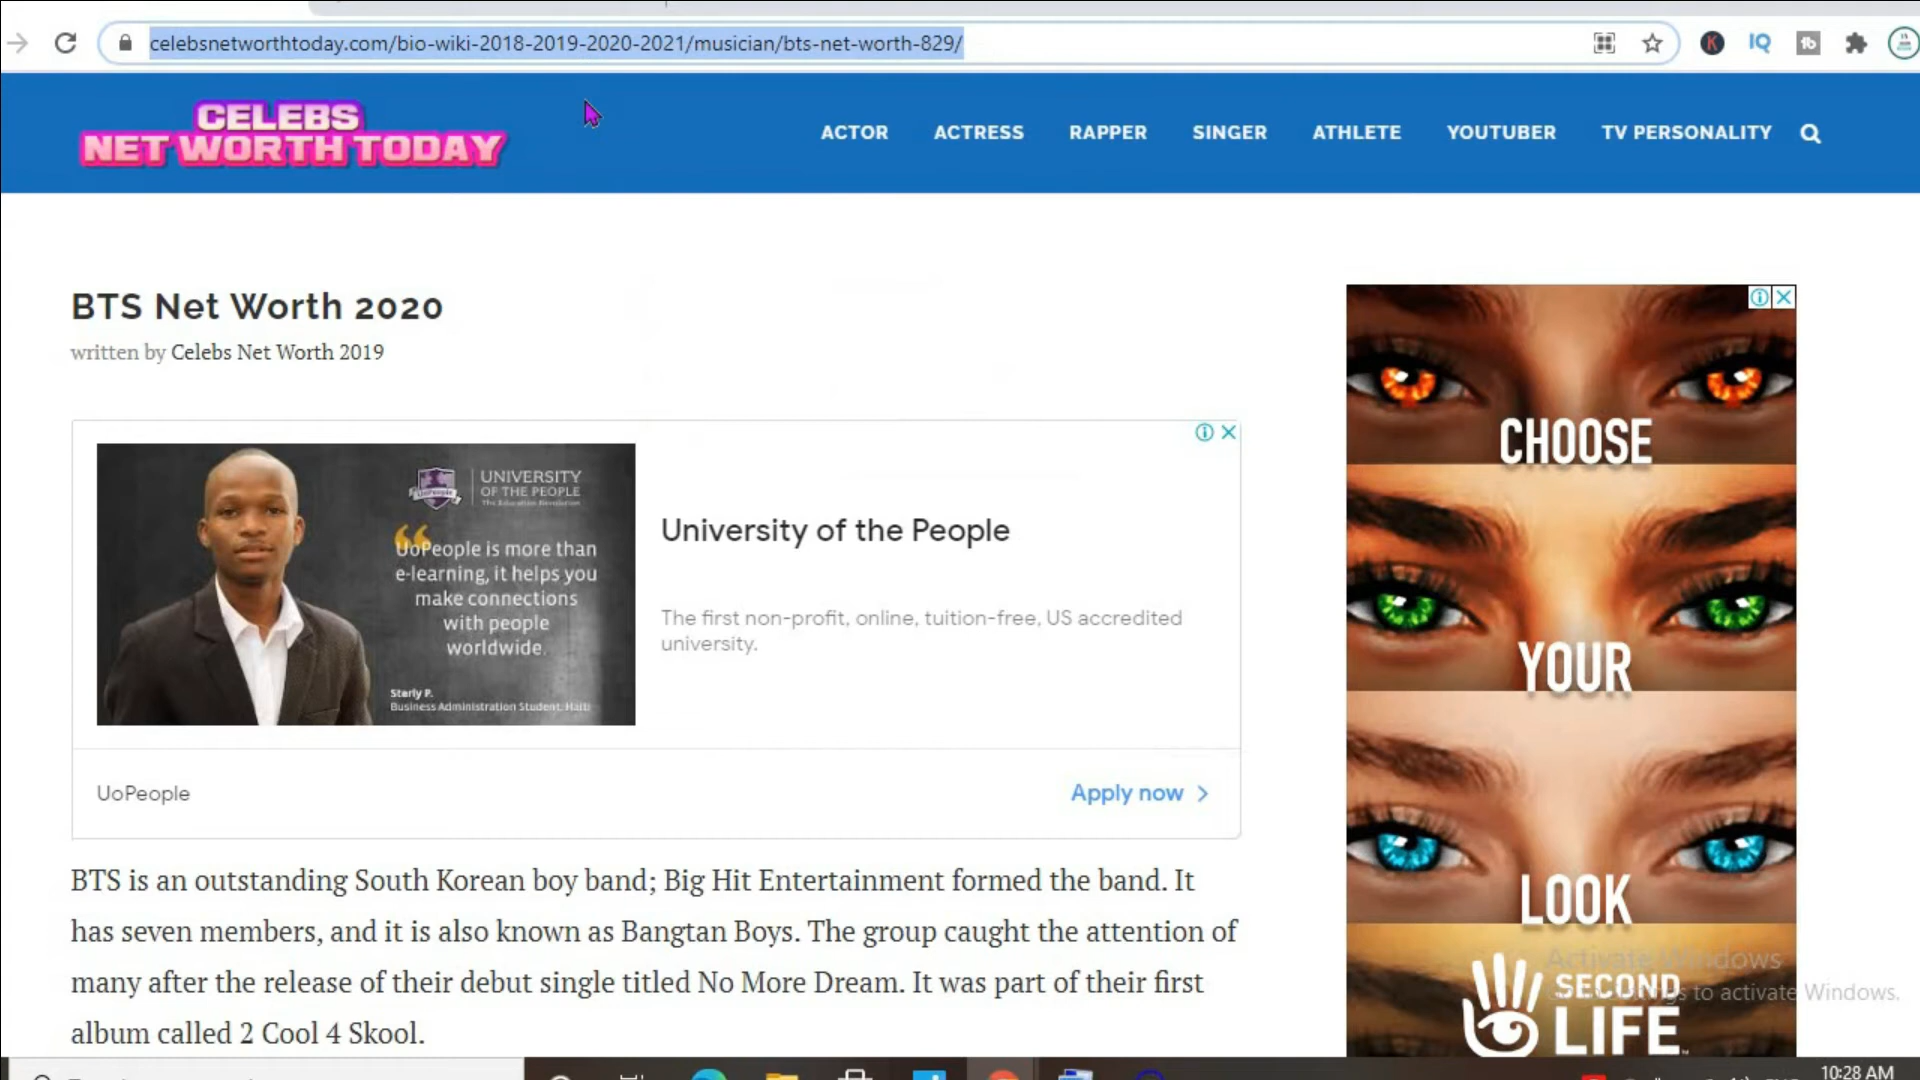 celebsnetworthtoday.com/bio-wiki-2018-2019-2020-2021/musician/bts-net-worth-829/
K
IQ
tb
CELEBS
NET WORTH TODAY
ACTOR
ACTRESS
RAPPER
SINGER
ATHLETE
YOUTUBER
TV PERSONALITY
BTS Net Worth 2020
written by Celebs Net Worth 2019
UNIVERSITY
OF THE PEOPLE
The Education Revolution
UoPeople is more than
e-learning, it helps you
make connections
with people
worldwide.
Sterly P.
Business Administration Student, Haiti
University of the People
The first non-profit, online, tuition-free, US accredited
university.
UoPeople
Apply now
BTS is an outstanding South Korean boy band; Big Hit Entertainment formed the band. It
has seven members, and it is also known as Bangtan Boys. The group caught the attention of
many after the release of their debut single titled No More Dream. It was part of their first
album called 2 Cool 4 Skool.
CHOOSE
YOUR
LOOK
SECOND
LIFE
Activate Windows
to activate Windows.
10:28 AM